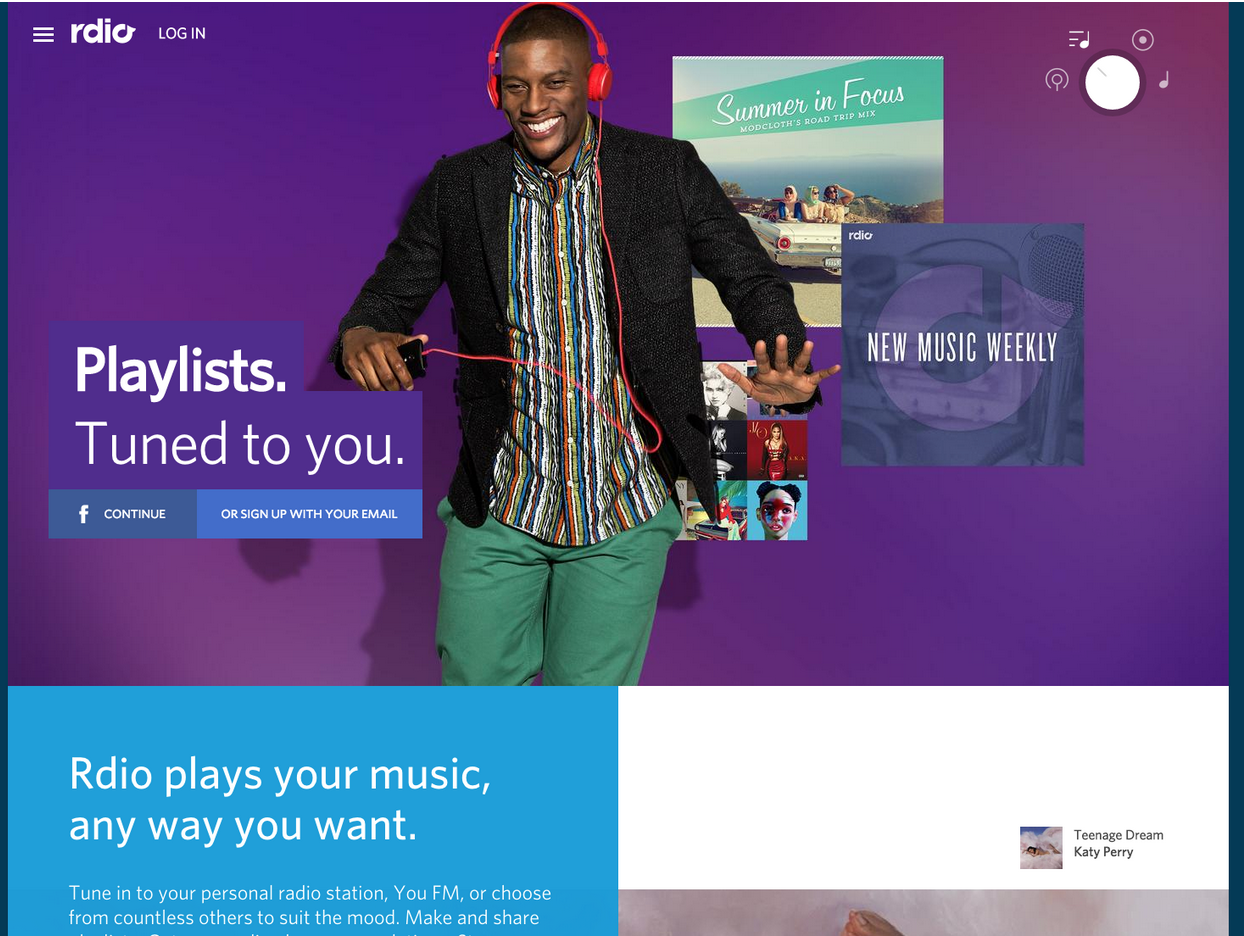 rdio
LOG IN
Summer in Focus
MODCLOTH'S ROAD TRIP MIX
rdio
NEW MUSIC WEEKLY
Playlists.
Tuned to you.
f CONTINUE
OR SIGN UP WITH YOUR EMAIL
Rdio plays your music,
any way you want.
Teenage Dream
Katy Perry
Tune in to your personal radio station, You FM, or choose
from countless others to suit the mood. Make and share